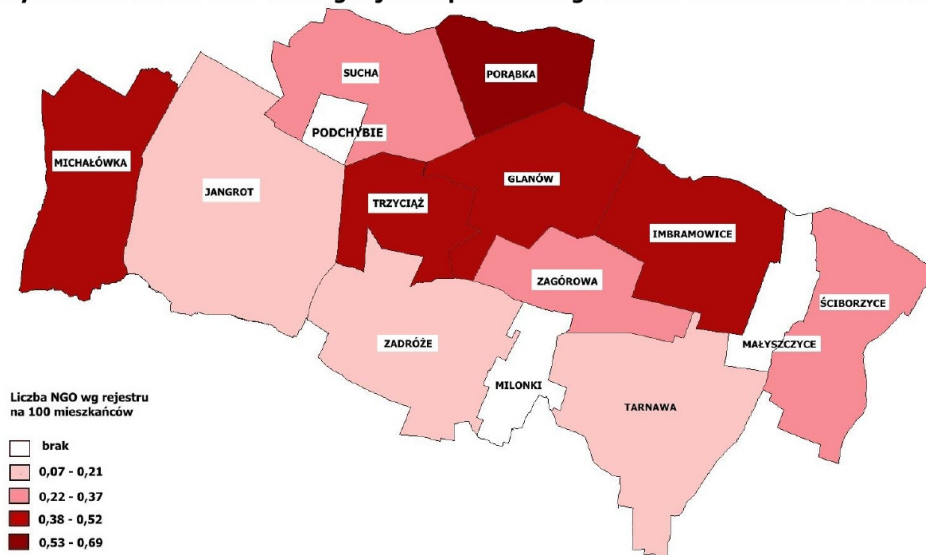 SUCHA
PORĄBKA
PODCHYBIE
MICHAŁÓWKA
JANGROT
TRZYCIĄŻ
GLANÓW
IMBRAMOWICE
ZAGÓROWA
ŚCIBORZYCE
ZADRÓŻE
MAŁYSZCZYCE
MILONKI
TARNAWA
Liczba NGO wg rejestru
na 100 mieszkańców
brak
0,07 - 0,21
0,22 - 0,37
0,38 - 0,52
0,53 - 0,69